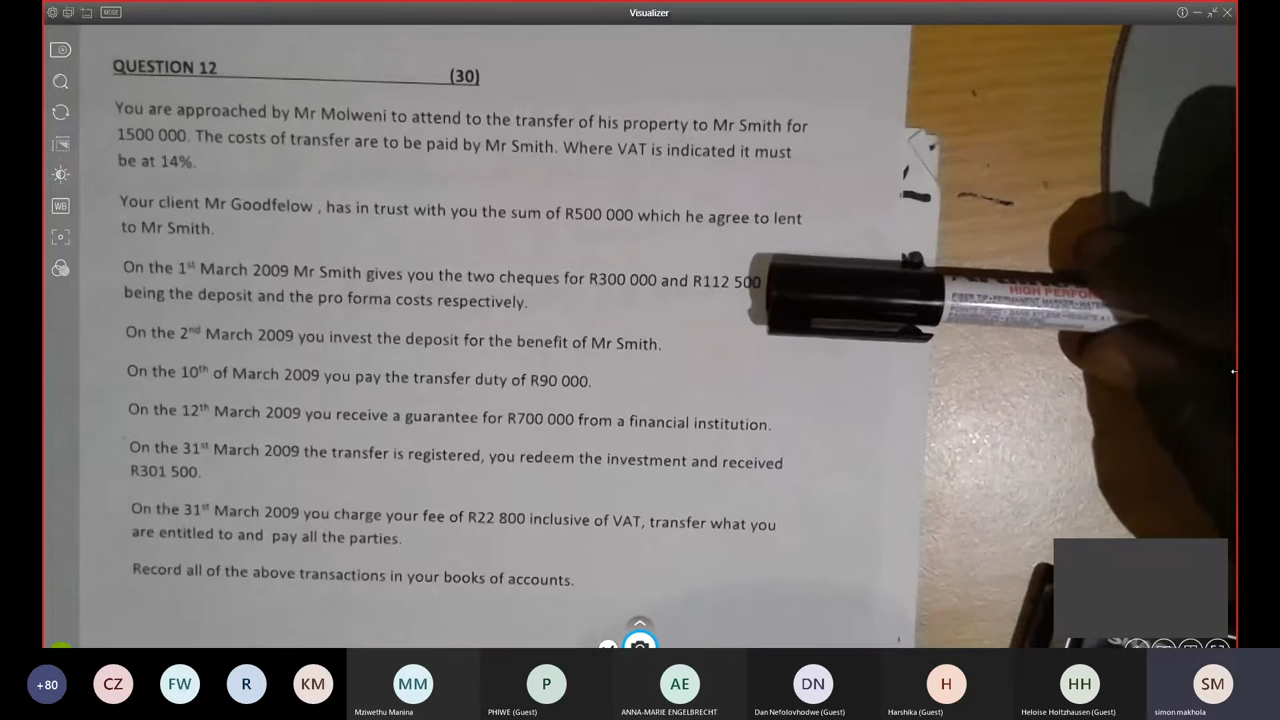 MODE
Visualizer
WB
QUESTION 12 (30)
You are approached by Mr Molweni to attend to the transfer of his property to Mr Smith for
1500 000. The costs of transfer are to be paid by Mr Smith. Where VAT is indicated it must
be at 14%.
Your client Mr Goodfelow , has in trust with you the sum of R500 000 which he agree to lent
to Mr Smith.
On the 1st March 2009 Mr Smith gives you the two cheques for R300 000 and R112 500
being the deposit and the pro forma costs respectively.
On the 2nd March 2009 you invest the deposit for the benefit of Mr Smith.
On the 10th of March 2009 you pay the transfer duty of R90 000.
On the 12th March 2009 you receive a guarantee for R700 000 from a financial institution.
On the 31st March 2009 the transfer is registered, you redeem the investment and received
R301 500.
On the 31st March 2009 you charge your fee of R22 800 inclusive of VAT, transfer what you
are entitled to and pay all the parties.
Record all of the above transactions in your books of accounts.
HIGH
+80 CZ FW R KM MM P AE DN H HH SM
Mziwethu Manina PHIWE (Guest) ANNA-MARIE ENGELBRECHT Dan Nefolovhodwe (Guest) Harshika (Guest) Heloise Holtzhausen (Guest) simon makhola